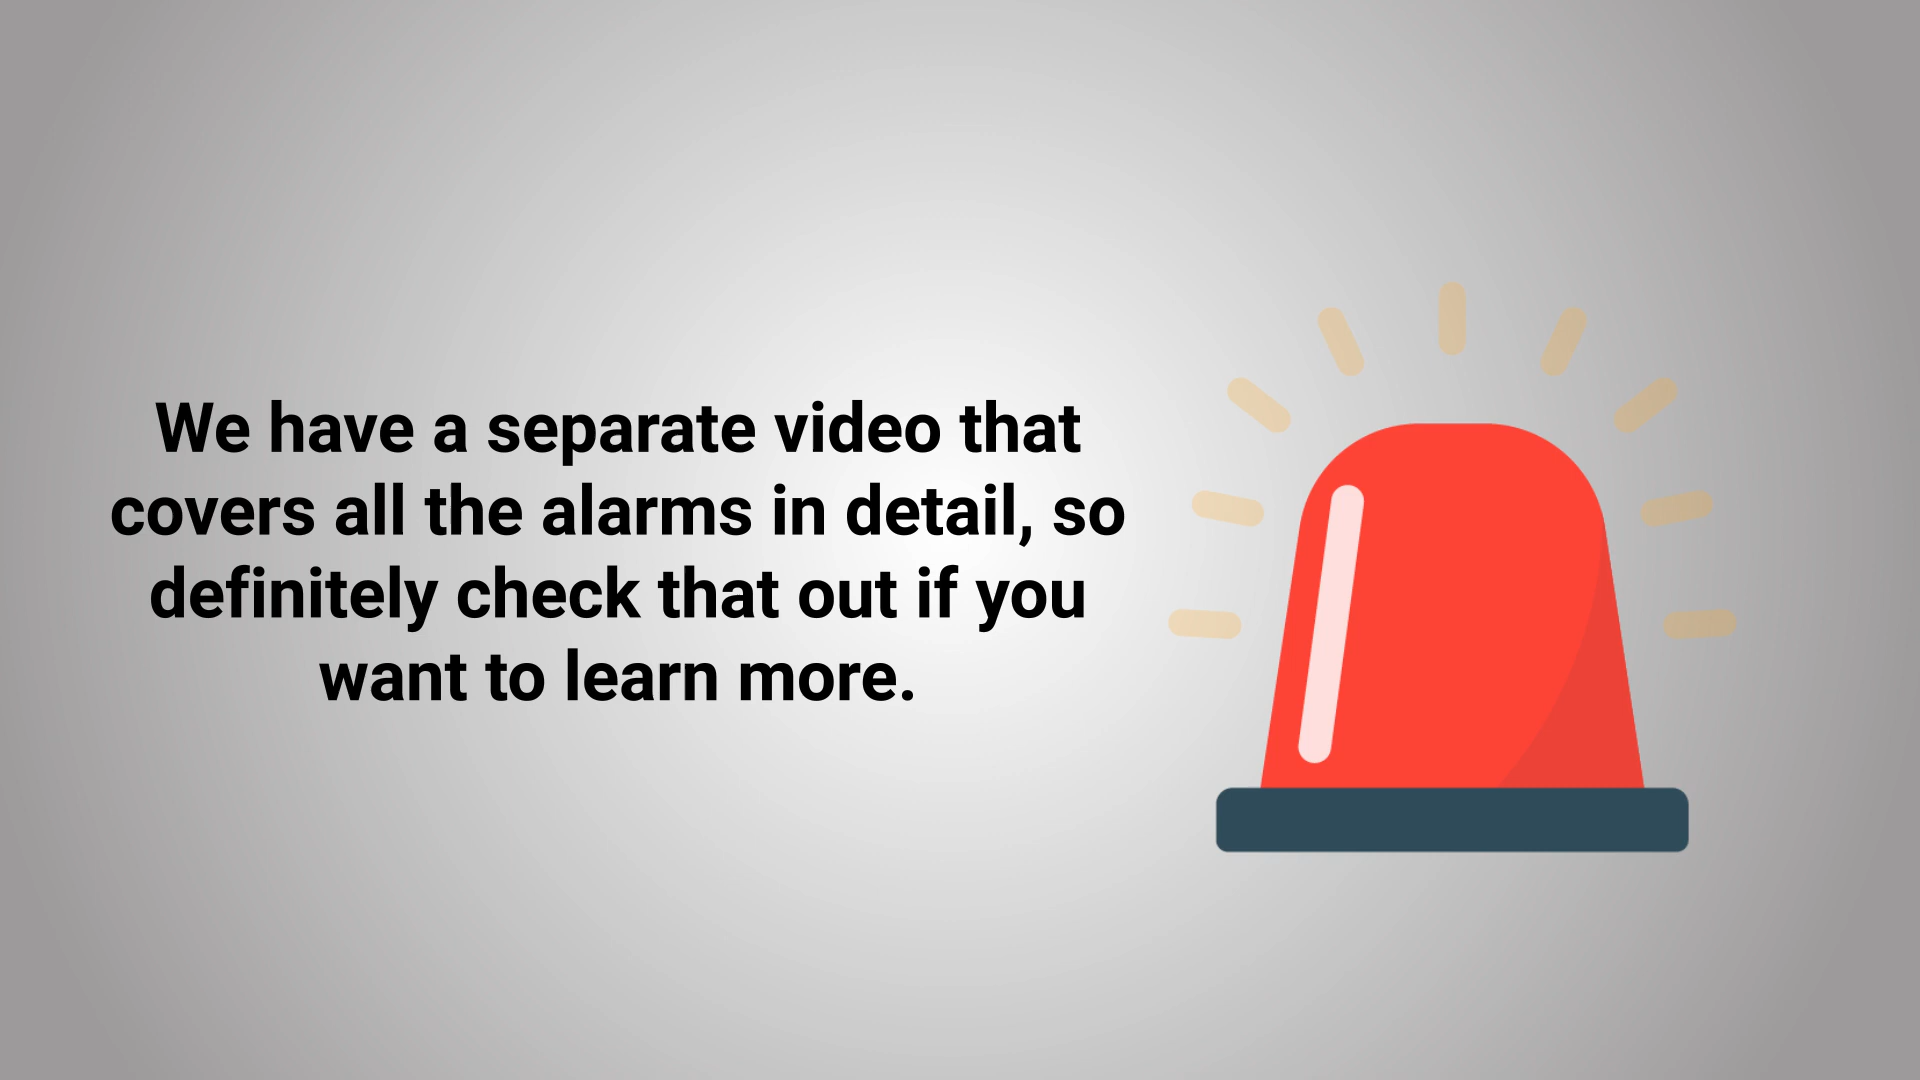 We have a separate video that
covers all the alarms in detail, so
definitely check that out if you
want to learn more.